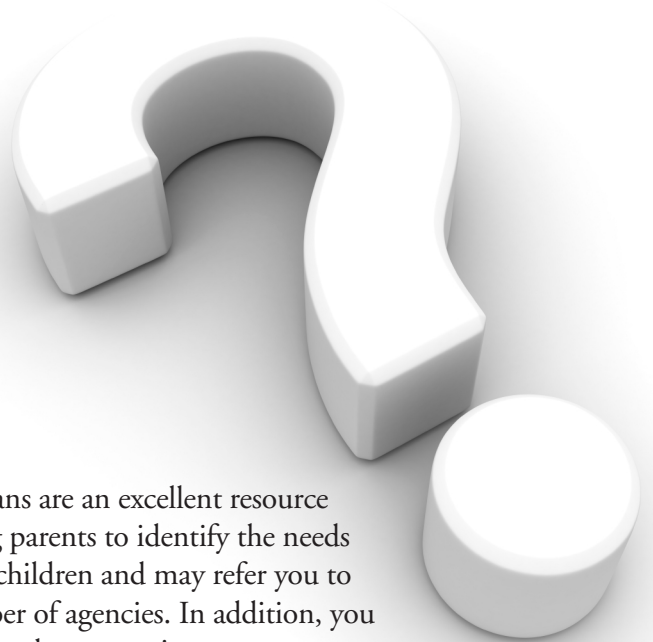 ans are an excellent resource
g parents to identify the needs
children and may refer you to
ber of agencies. In addition, you